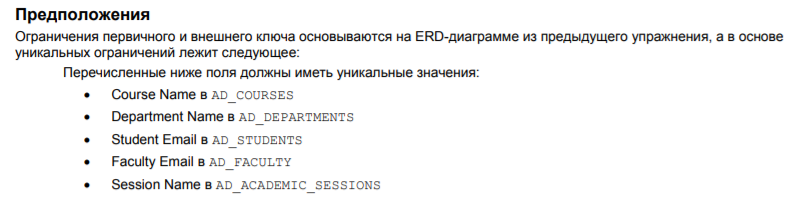 Предположения
Ограничения первичного и внешнего ключа основываются на ERD-диаграмме из предыдущего упражнения, а в основе
уникальных ограничений лежит следующее:
Перечисленные ниже поля должны иметь уникальные значения:
• Course Name в AD_COURSES
• Department Name в AD_DEPARTMENTS
• Student Email в AD_STUDENTS
• Faculty Email в AD_FACULTY
• Session Name в AD_ACADEMIC_SESSIONS